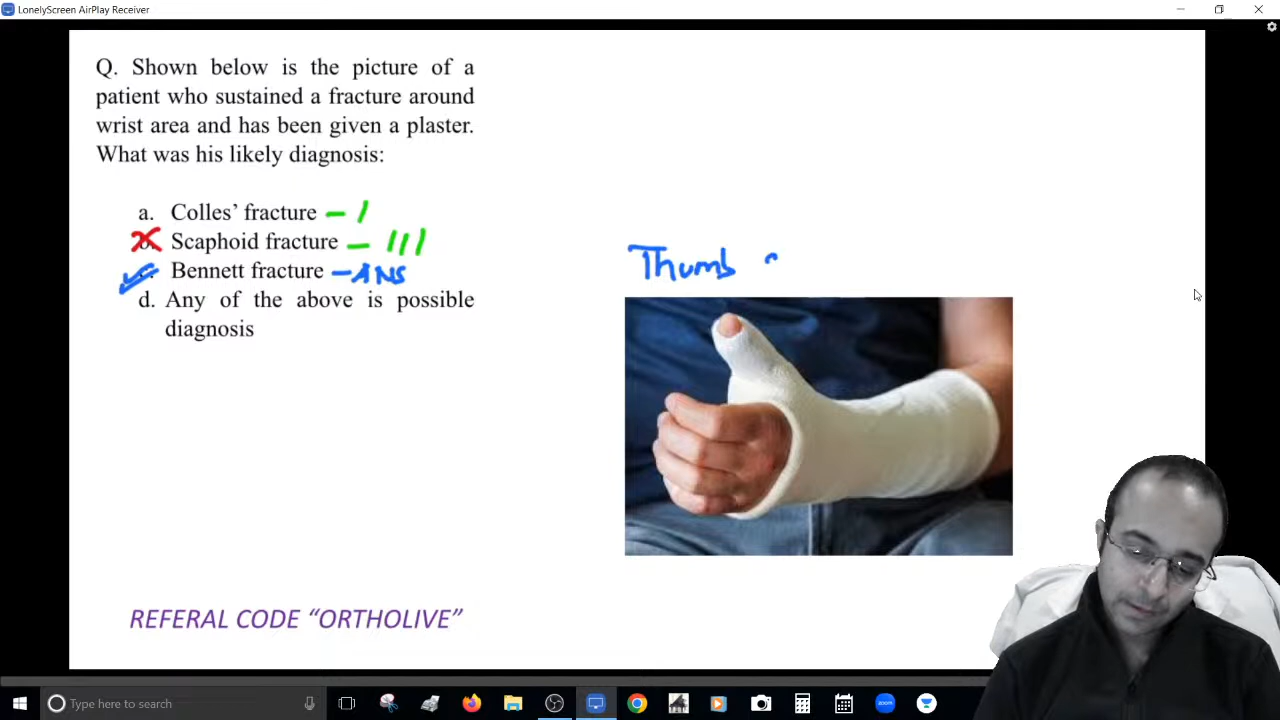 LonelyScreen AirPlay Receiver
Q. Shown below is the picture of a
patient who sustained a fracture around
wrist area and has been given a plaster.
What was his likely diagnosis:
a. Colles’ fracture – I
Scaphoid fracture – III
Bennett fracture – ANS
d. Any of the above is possible
diagnosis
Thumb
REFERAL CODE “ORTHOLIVE”
Type here to search
zoom